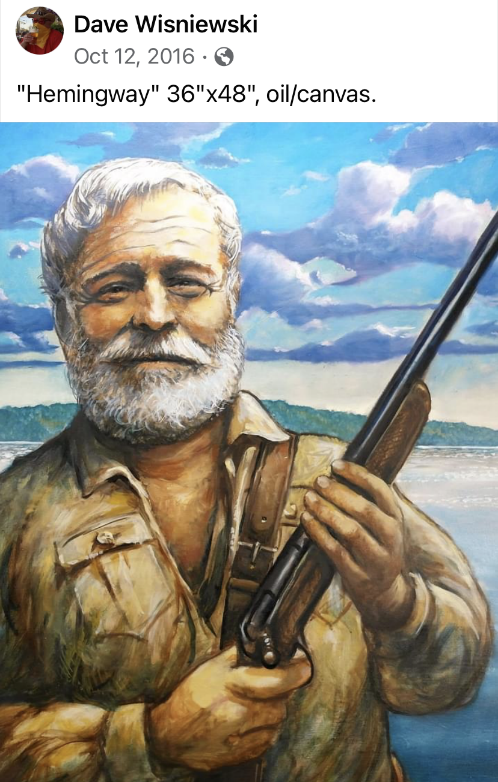 Dave Wisniewski
Oct 12, 2016 ·
"Hemingway" 36"x48", oil/canvas.